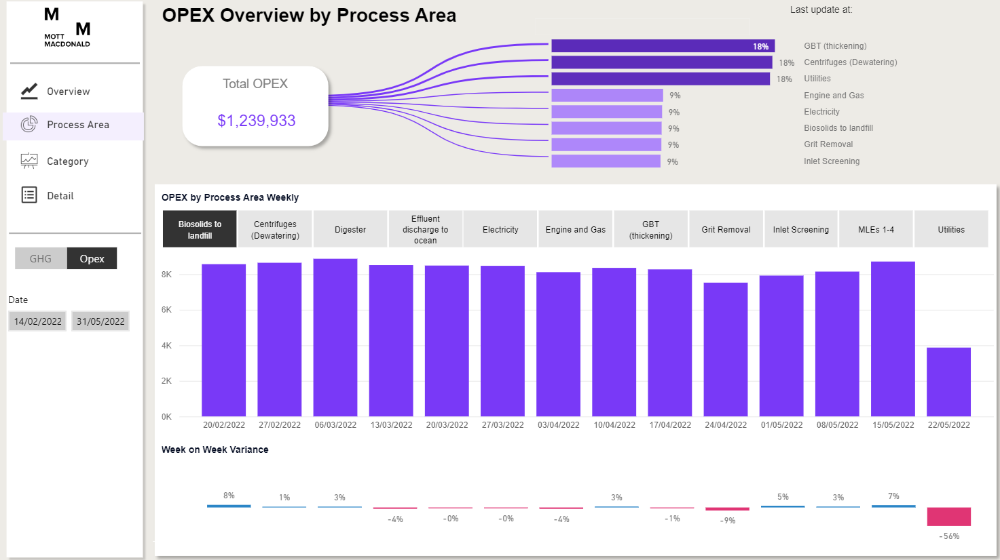 M
M
MOTT
MACDONALD
Overview
Process Area
Category
Detail
GHG Opex
Date
14/02/2022 31/05/2022
OPEX Overview by Process Area
Last update at:
Total OPEX
$1,239,933
18% GBT (thickening)
18% Centrifuges (Dewatering)
18% Utilities
9% Engine and Gas
9% Electricity
9% Biosolids to landfill
9% Grit Removal
9% Inlet Screening
OPEX by Process Area Weekly
Biosolids to
landfill
Centrifuges
(Dewatering)
Digester
Effluent
discharge to
ocean
Electricity
Engine and Gas
GBT
(thickening)
Grit Removal
Inlet Screening
MLEs 1-4
Utilities
8K
6K
4K
2K
0K
20/02/2022 27/02/2022 06/03/2022 13/03/2022 20/03/2022 27/03/2022 03/04/2022 10/04/2022 17/04/2022 24/04/2022 01/05/2022 08/05/2022 15/05/2022 22/05/2022
Week on Week Variance
8% 1% 3% -4% -0% -0% -4% 3% -1% -9% 5% 3% 7% -56%